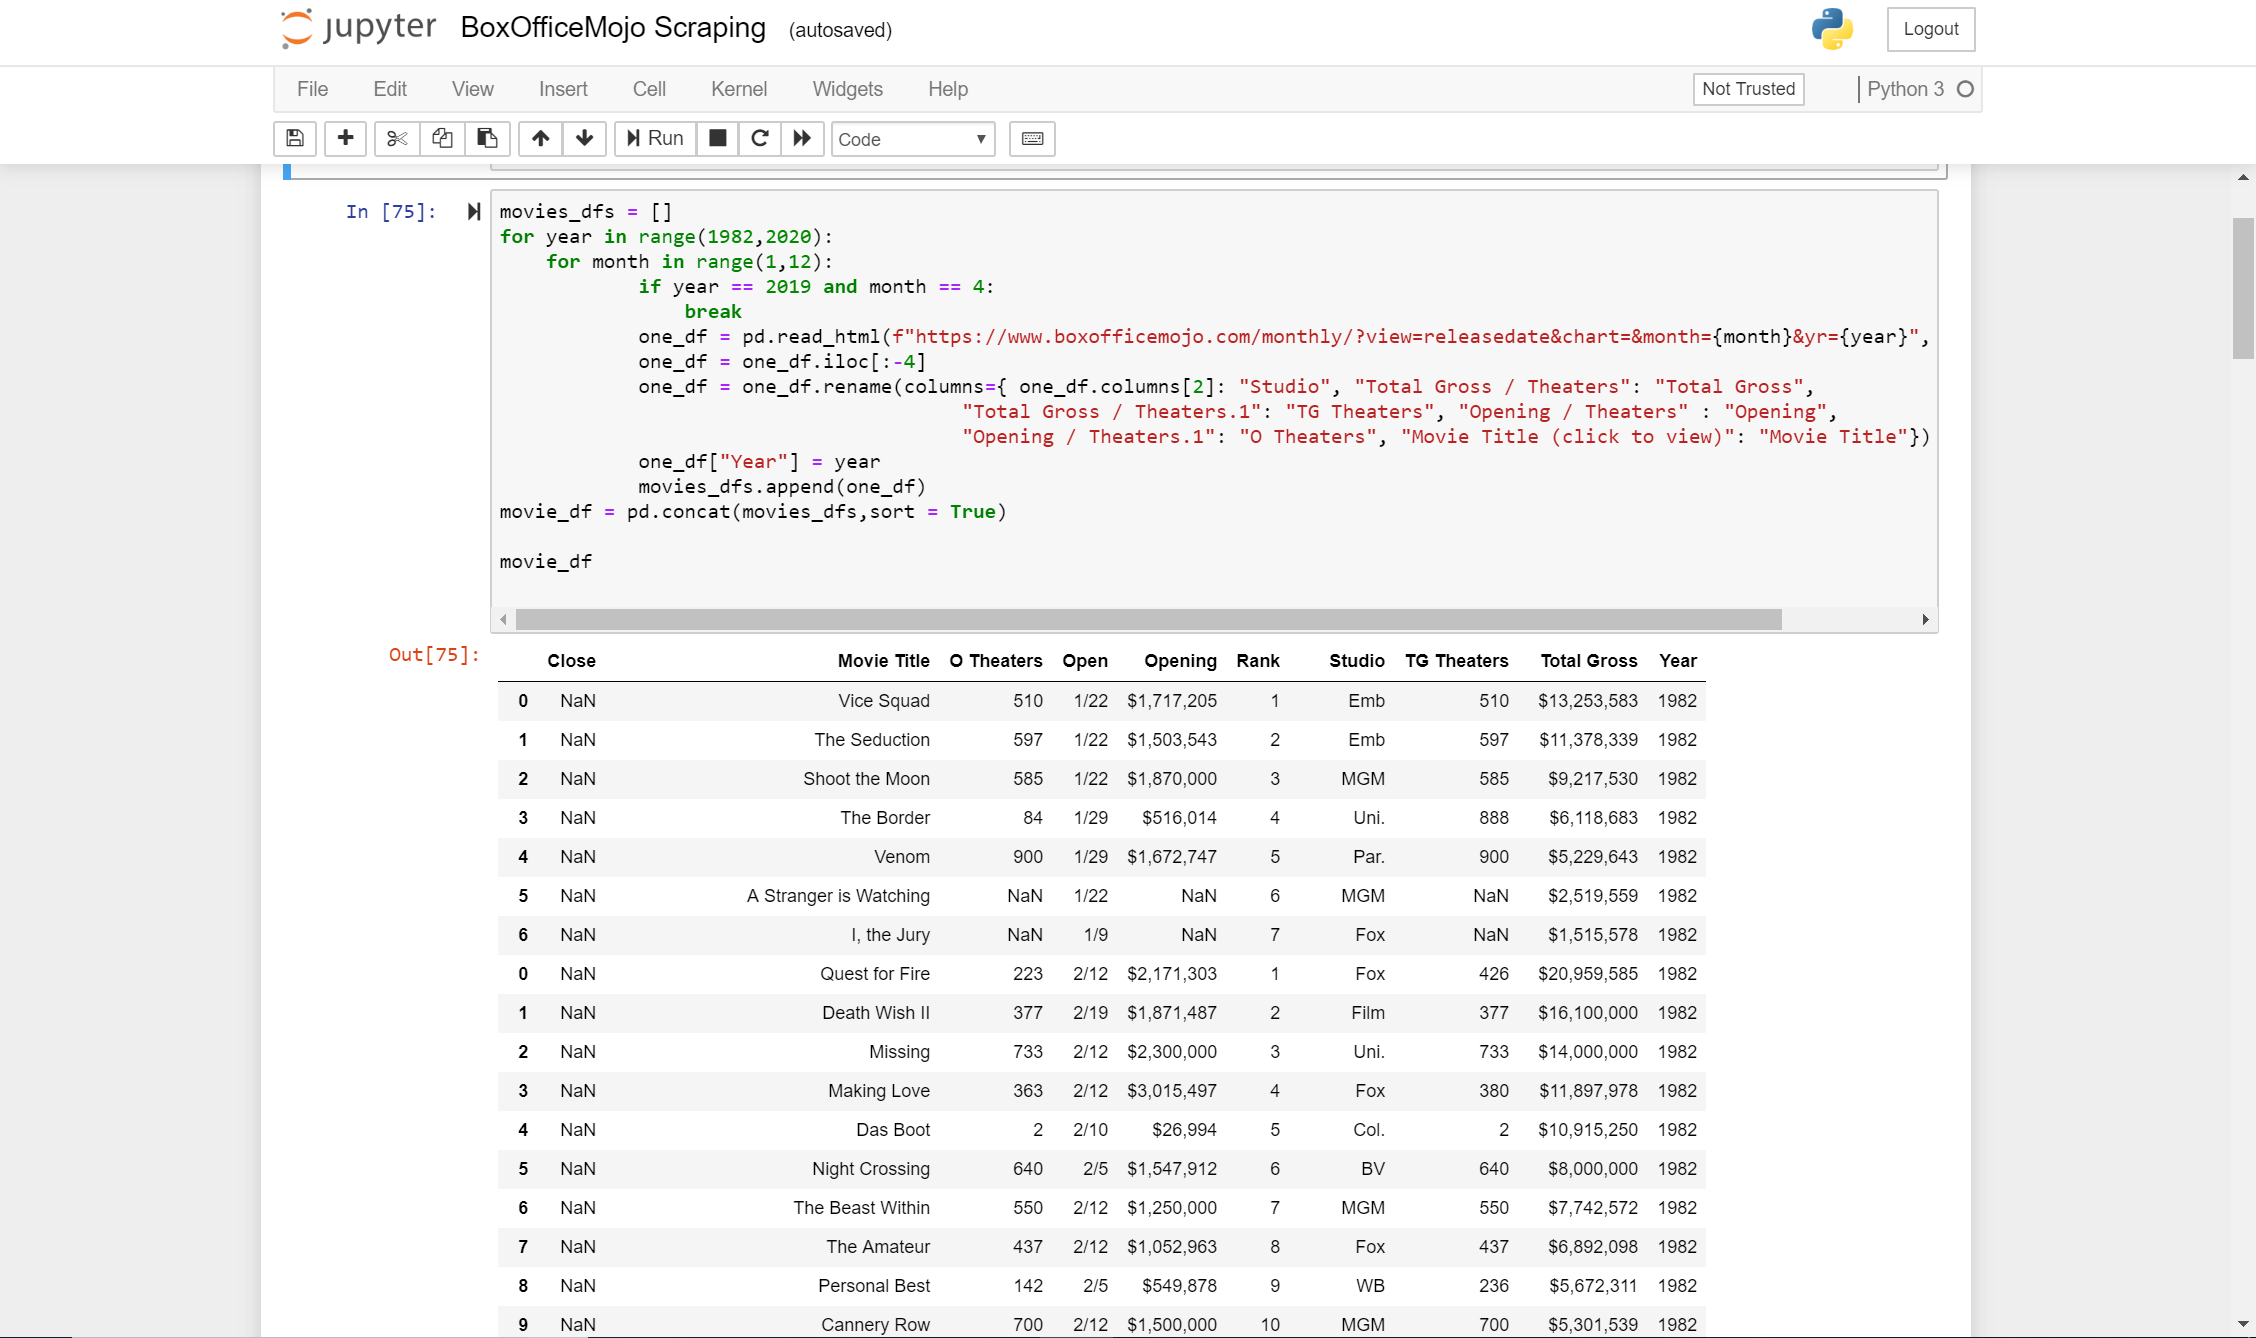 jupyter BoxOfficeMojo Scraping (autosaved) Logout
File Edit View Insert Cell Kernel Widgets Help Not Trusted Python 3
Run Code
In [75]: movies_dfs = []
for year in range(1982,2020):
    for month in range(1,12):
            if year == 2019 and month == 4:
                break
            one_df = pd.read_html(f"https://www.boxofficemojo.com/monthly/?view=releasedate&chart=&month={month}&yr={year}",
            one_df = one_df.iloc[:-4]
            one_df = one_df.rename(columns={ one_df.columns[2]: "Studio", "Total Gross / Theaters": "Total Gross",
                                        "Total Gross / Theaters.1": "TG Theaters", "Opening / Theaters" : "Opening",
                                        "Opening / Theaters.1": "O Theaters", "Movie Title (click to view)": "Movie Title"})
            one_df["Year"] = year
            movies_dfs.append(one_df)
movie_df = pd.concat(movies_dfs,sort = True)
movie_df
Out[75]:
Close Movie Title O Theaters Open Opening Rank Studio TG Theaters Total Gross Year
0 NaN Vice Squad 510 1/22 $1,717,205 1 Emb 510 $13,253,583 1982
1 NaN The Seduction 597 1/22 $1,503,543 2 Emb 597 $11,378,339 1982
2 NaN Shoot the Moon 585 1/22 $1,870,000 3 MGM 585 $9,217,530 1982
3 NaN The Border 84 1/29 $516,014 4 Uni. 888 $6,118,683 1982
4 NaN Venom 900 1/29 $1,672,747 5 Par. 900 $5,229,643 1982
5 NaN A Stranger is Watching NaN 1/22 NaN 6 MGM NaN $2,519,559 1982
6 NaN I, the Jury NaN 1/9 NaN 7 Fox NaN $1,515,578 1982
0 NaN Quest for Fire 223 2/12 $2,171,303 1 Fox 426 $20,959,585 1982
1 NaN Death Wish II 377 2/19 $1,871,487 2 Film 377 $16,100,000 1982
2 NaN Missing 733 2/12 $2,300,000 3 Uni. 733 $14,000,000 1982
3 NaN Making Love 363 2/12 $3,015,497 4 Fox 380 $11,897,978 1982
4 NaN Das Boot 2 2/10 $26,994 5 Col. 2 $10,915,250 1982
5 NaN Night Crossing 640 2/5 $1,547,912 6 BV 640 $8,000,000 1982
6 NaN The Beast Within 550 2/12 $1,250,000 7 MGM 550 $7,742,572 1982
7 NaN The Amateur 437 2/12 $1,052,963 8 Fox 437 $6,892,098 1982
8 NaN Personal Best 142 2/5 $549,878 9 WB 236 $5,672,311 1982
9 NaN Cannery Row 700 2/12 $1,500,000 10 MGM 700 $5,301,539 1982